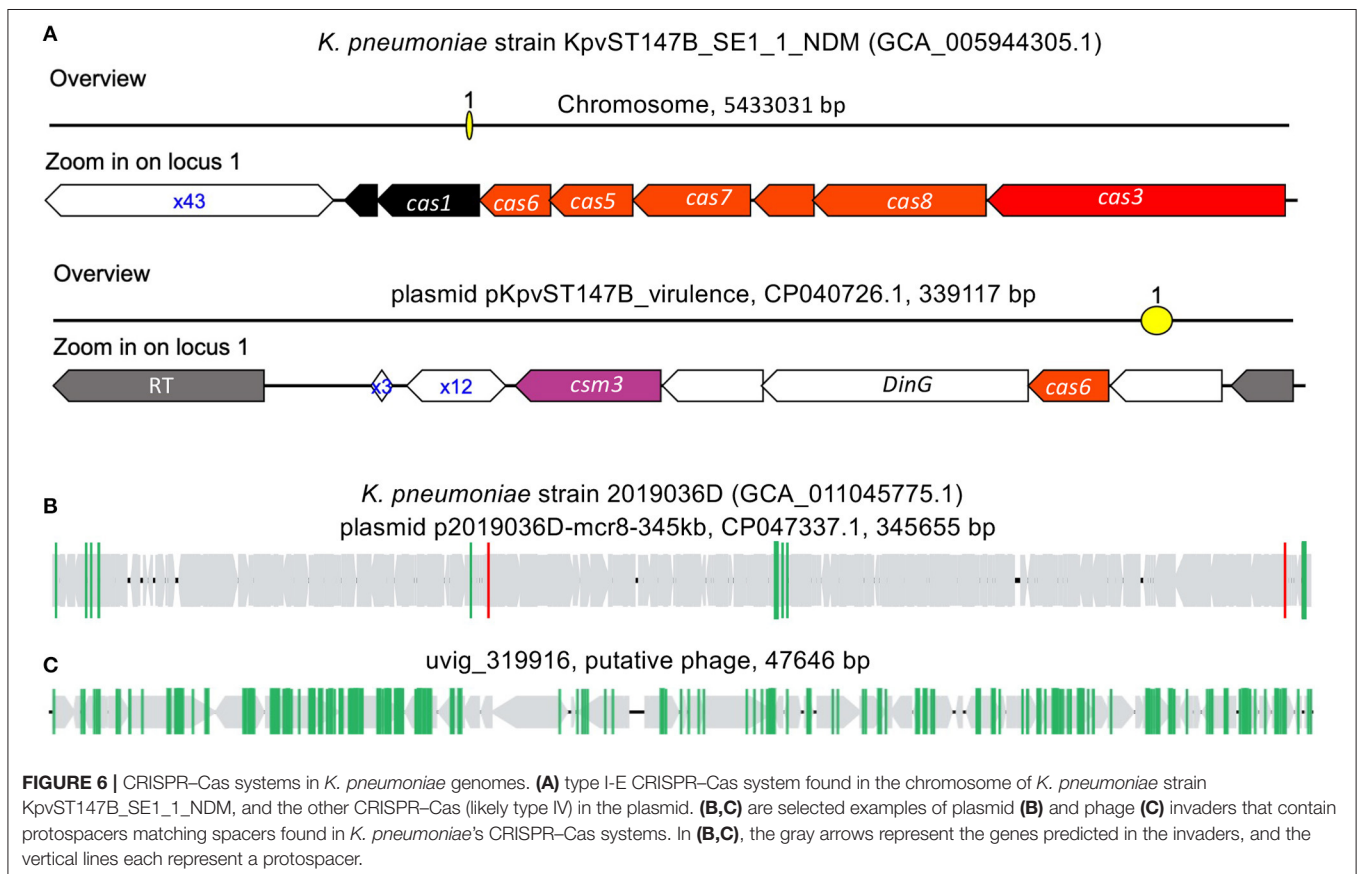 A
K. pneumoniae strain KpvST147B_SE1_1_NDM (GCA_005944305.1)
Overview
1
Chromosome, 5433031 bp
Zoom in on locus 1
x43 cas1 cas6 cas5 cas7 cas8 cas3
Overview
plasmid pKpvST147B_virulence, CP040726.1, 339117 bp
1
Zoom in on locus 1
RT x3 x12 csm3 DinG cas6
B
K. pneumoniae strain 2019036D (GCA_011045775.1)
plasmid p2019036D-mcr8-345kb, CP047337.1, 345655 bp
C
uvig_319916, putative phage, 47646 bp
FIGURE 6 | CRISPR–Cas systems in K. pneumoniae genomes. (A) type I-E CRISPR–Cas system found in the chromosome of K. pneumoniae strain
KpvST147B_SE1_1_NDM, and the other CRISPR–Cas (likely type IV) in the plasmid. (B,C) are selected examples of plasmid (B) and phage (C) invaders that contain
protospacers matching spacers found in K. pneumoniae's CRISPR–Cas systems. In (B,C), the gray arrows represent the genes predicted in the invaders, and the
vertical lines each represent a protospacer.